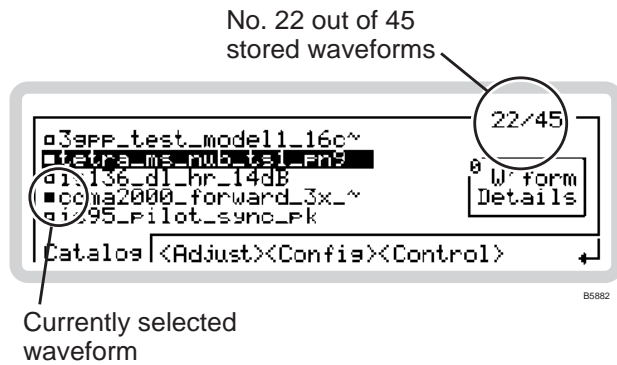 No. 22 out of 45
stored waveforms
22/45
3gpp_test_model1_16c~
tetra_ms_nub_ts1_pn9
is136_dl_hr_14dB
cdma2000_forward_3x_~
is95_pilot_sync_pk
0
W'form
Details
Catalog <Adjust><Config><Control>
B5882
Currently selected
waveform